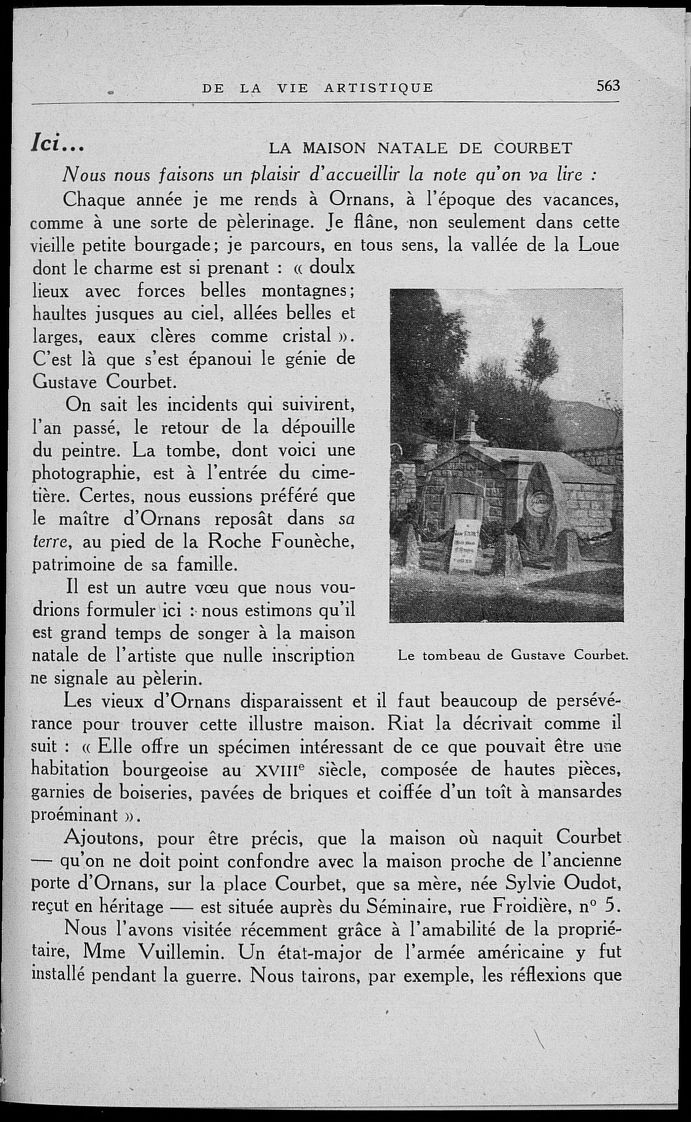 DE LA VIE ARTISTIQUE 563
Ici...
LA MAISON NATALE DE COURBET
Nous nous faisons un plaisir d'accueillir la note qu'on va lire :
Chaque année je me rends à Ornans, à l'époque des vacances,
comme à une sorte de pèlerinage. Je flâne, non seulement dans cette
vieille petite bourgade; je parcours, en tous sens, la vallée de la Loue
dont le charme est si prenant : « doulx
lieux avec forces belles montagnes;
haultes jusques au ciel, allées belles et
larges, eaux clères comme cristal ».
C'est là que s'est épanoui le génie de
Gustave Courbet.
On sait les incidents qui suivirent,
l'an passé, le retour de la dépouille
du peintre. La tombe, dont voici une
photographie, est à l'entrée du cime-
tière. Certes, nous eussions préféré que
le maître d'Ornans reposât dans sa
terre, au pied de la Roche Founèche,
patrimoine de sa famille.
Il est un autre vœu que nous vou-
drions formuler ici : nous estimons qu'il
est grand temps de songer à la maison
natale de l'artiste que nulle inscription
ne signale au pèlerin.
Le tombeau de Gustave Courbet.
Les vieux d'Ornans disparaissent et il faut beaucoup de persévé-
rance pour trouver cette illustre maison. Riat la décrivait comme il
suit : « Elle offre un spécimen intéressant de ce que pouvait être une
habitation bourgeoise au XVIIIe siècle, composée de hautes pièces,
garnies de boiseries, pavées de briques et coiffée d'un toît à mansardes
proéminant ».
Ajoutons, pour être précis, que la maison où naquit Courbet
— qu'on ne doit point confondre avec la maison proche de l'ancienne
porte d'Ornans, sur la place Courbet, que sa mère, née Sylvie Oudot,
reçut en héritage — est située auprès du Séminaire, rue Froidière, nº 5.
Nous l'avons visitée récemment grâce à l'amabilité de la proprié-
taire, Mme Vuillemin. Un état-major de l'armée américaine y fut
installé pendant la guerre. Nous tairons, par exemple, les réflexions que